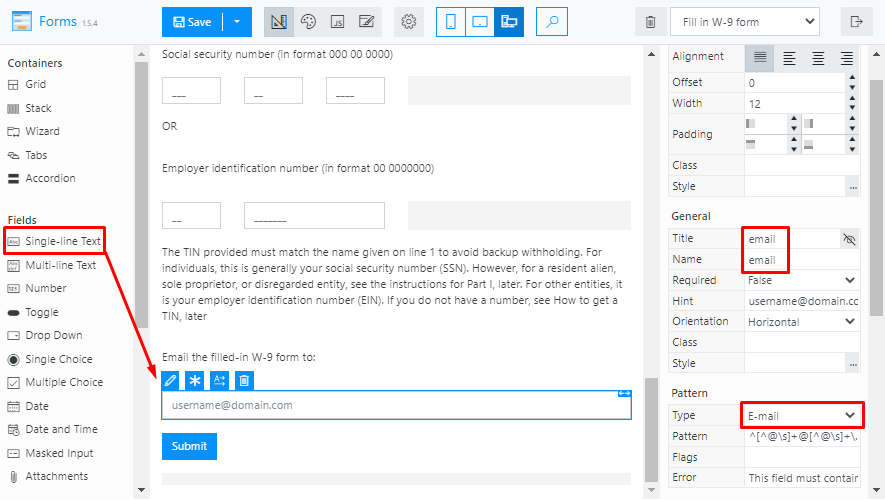 Forms 1.5.4
Save
JS
Fill in W-9 form
Containers
Grid
Stack
Wizard
Tabs
Accordion
Fields
Single-line Text
Multi-line Text
Number
Toggle
Drop Down
Single Choice
Multiple Choice
Date
Date and Time
Masked Input
Attachments
Social security number (in format 000 00 0000)
___ __ ____
OR
Employer identification number (in format 00 0000000)
__ _______
The TIN provided must match the name given on line 1 to avoid backup withholding. For
individuals, this is generally your social security number (SSN). However, for a resident alien,
sole proprietor, or disregarded entity, see the instructions for Part I, later. For other entities, it
is your employer identification number (EIN). If you do not have a number, see How to get a
TIN, later
Email the filled-in W-9 form to:
username@domain.com
Submit
Alignment
Offset 0
Width 12
Padding
Class
Style ...
General
Title email
Name email
Required False
Hint username@domain.cc
Orientation Horizontal
Class
Style ...
Pattern
Type E-mail
Pattern ^[^@\s]+@[^@\s]+\.
Flags
Error This field must contain